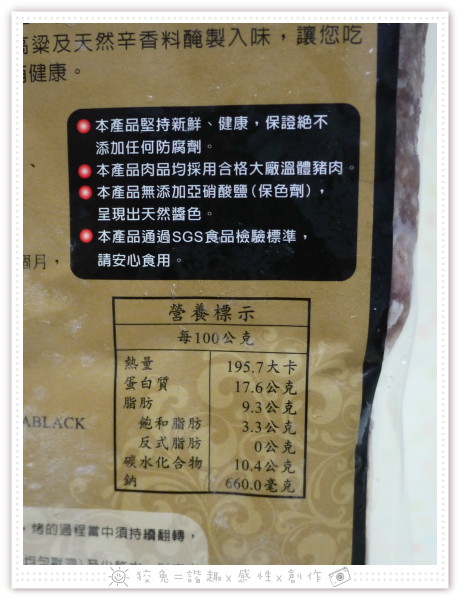 高粱及天然辛香料醃製入味，讓您吃
健康。
本產品堅持新鮮、健康，保證絕不
添加任何防腐劑。
本產品肉品均採用合格大廠溫體豬肉。
本產品無添加亞硝酸鹽(保色劑)，
呈現出天然醬色。
本產品通過SGS食品檢驗標準，
請安心食用。
個月，
營養標示
每100公克
熱量 195.7大卡
蛋白質 17.6公克
脂肪 9.3公克
飽和脂肪 3.3公克
反式脂肪 0公克
碳水化合物 10.4公克
鈉 660.0毫克
ABLACK
，烤的過程當中須持續翻轉，
狡兔=諧趣x感性x創作